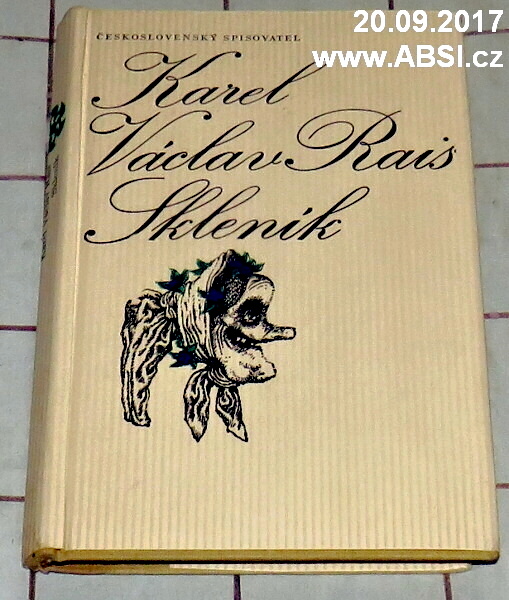 20.09.2017
www.ABSI.cz
ČESKOSLOVENSKÝ SPISOVATEL
Karel
Václav Rais
Skleník